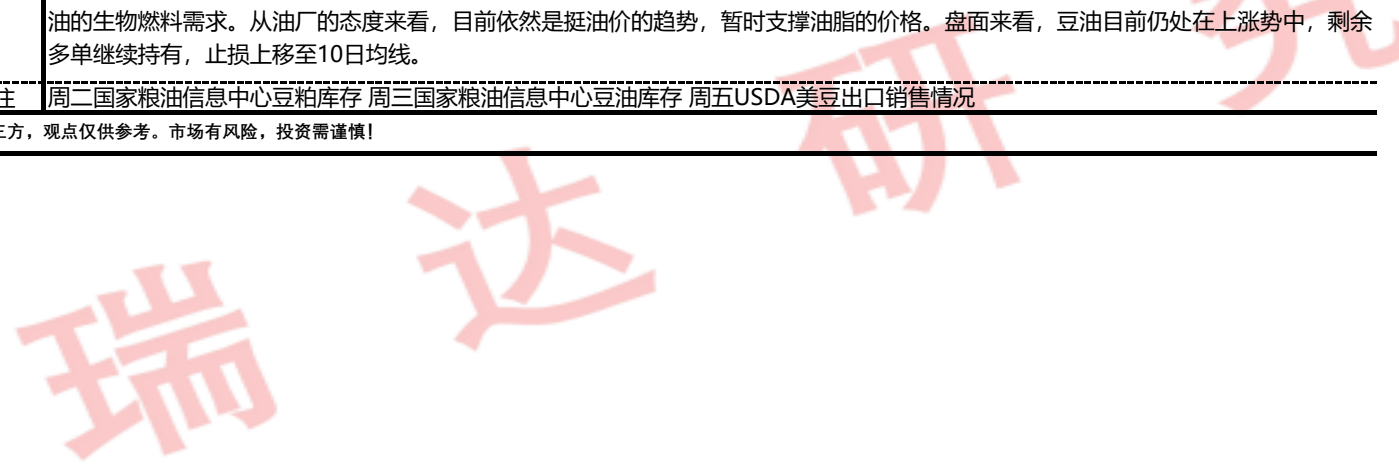 油的生物燃料需求。从油厂的态度来看，目前依然是挺油价的趋势，暂时支撑油脂的价格。盘面来看，豆油目前仍处在上涨势中，剩余
多单继续持有，止损上移至10日均线。
注 周二国家粮油信息中心豆粕库存 周三国家粮油信息中心豆油库存 周五USDA美豆出口销售情况
三方，观点仅供参考。市场有风险，投资需谨慎！
瑞达研究